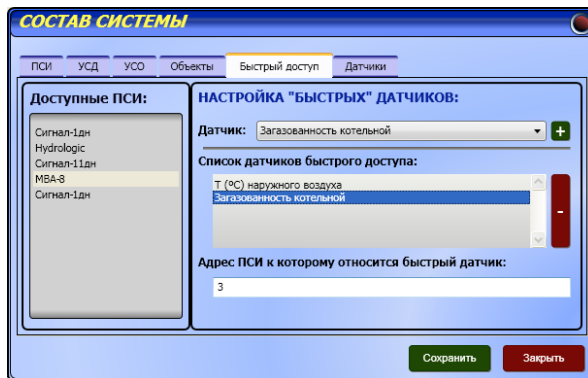 СОСТАВ СИСТЕМЫ
ПСИ УСД УСО Объекты Быстрый доступ Датчики
Доступные ПСИ:
Сигнал-1дн
Hydrologic
Сигнал-11дн
МВА-8
Сигнал-1дн
НАСТРОЙКА "БЫСТРЫХ" ДАТЧИКОВ:
Датчик: Загазованность котельной +
Список датчиков быстрого доступа:
Т (ºС) наружного воздуха
Загазованность котельной
-
Адрес ПСИ к которому относится быстрый датчик:
3
Сохранить Закрыть